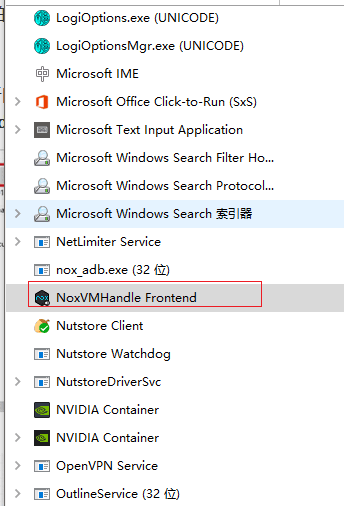 LogiOptions.exe (UNICODE)
LogiOptionsMgr.exe (UNICODE)
Microsoft IME
Microsoft Office Click-to-Run (SxS)
Microsoft Text Input Application
Microsoft Windows Search Filter Ho...
Microsoft Windows Search Protocol...
Microsoft Windows Search 索引器
NetLimiter Service
nox_adb.exe (32 位)
NoxVMHandle Frontend
Nutstore Client
Nutstore Watchdog
NutstoreDriverSvc
NVIDIA Container
NVIDIA Container
OpenVPN Service
OutlineService (32 位)